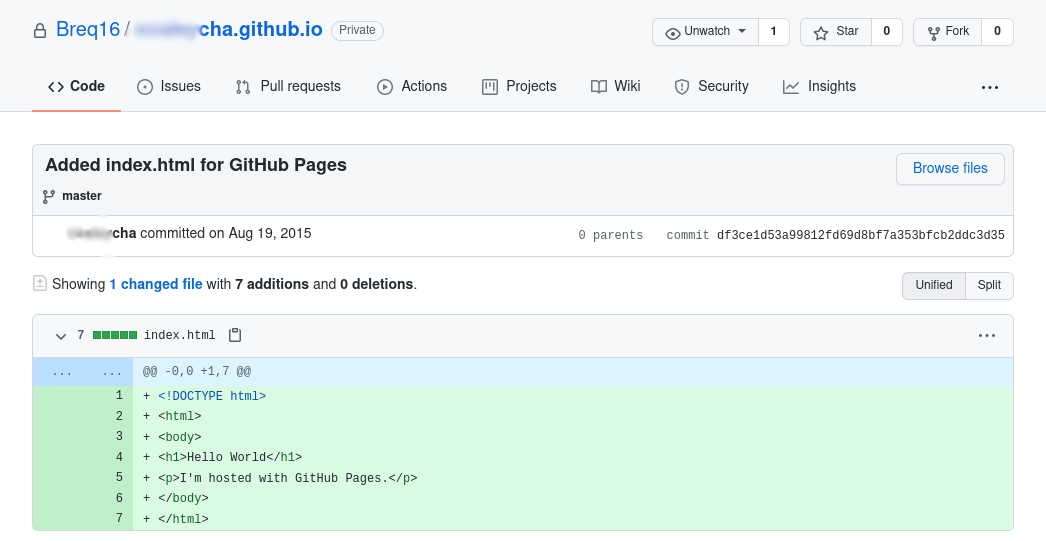 Breq16 / cha.github.io Private Unwatch 1 Star 0 Fork 0
Code Issues Pull requests Actions Projects Wiki Security Insights ...
Added index.html for GitHub Pages Browse files
master
cha committed on Aug 19, 2015 0 parents commit df3ce1d53a99812fd69d8bf7a353bfcb2ddc3d35
Showing 1 changed file with 7 additions and 0 deletions. Unified Split
7 index.html ...
... ... @@ -0,0 +1,7 @@
1 + <!DOCTYPE html>
2 + <html>
3 + <body>
4 + <h1>Hello World</h1>
5 + <p>I'm hosted with GitHub Pages.</p>
6 + </body>
7 + </html>